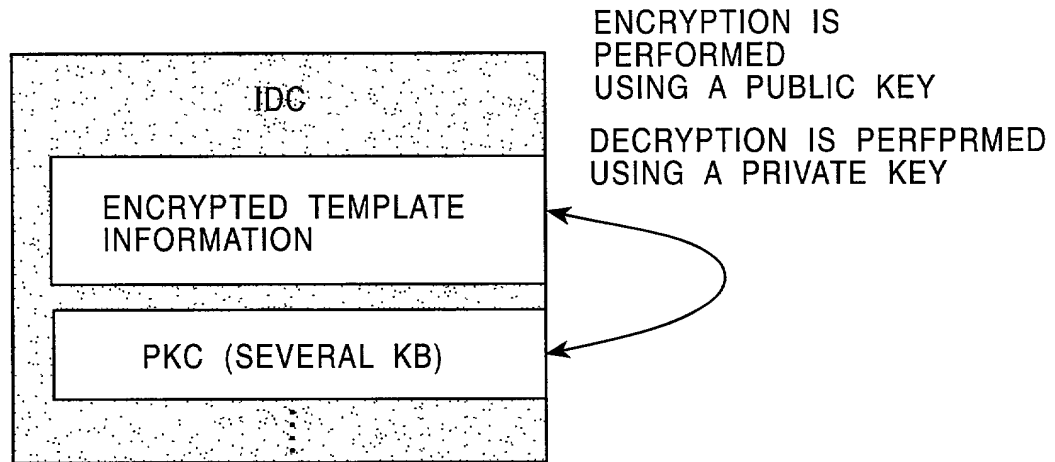 ENCRYPTION IS
PERFORMED
USING A PUBLIC KEY
DECRYPTION IS PERFPRMED
USING A PRIVATE KEY
IDC
ENCRYPTED TEMPLATE
INFORMATION
PKC (SEVERAL KB)